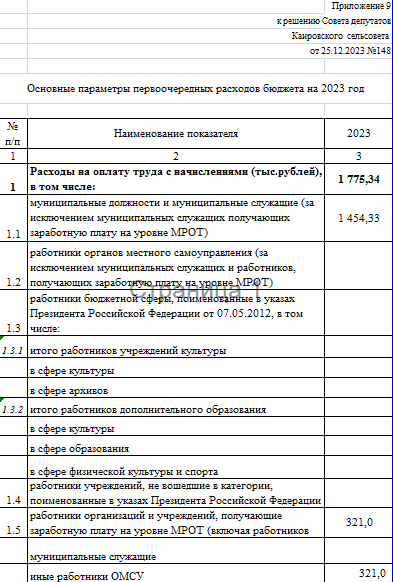 Приложение 9
к решению Совета депутатов
Каировского сельсовета
от 25.12.2023 №148
Основные параметры первоочередных расходов бюджета на 2023 год
№ п/п Наименование показателя 2023
1 2 3
1 Расходы на оплату труда с начислениями (тыс.рублей), 1 775,34
в том числе:
муниципальные должности и муниципальные служащие (за
исключением муниципальных служащих получающих 1 454,33
1.1 заработную плату на уровне МРОТ)
работники органов местного самоуправления (за
исключением муниципальных служащих и работников,
1.2 получающих заработную плату на уровне МРОТ)
Страница 1
работники бюджетной сферы, поименованные в указах
Президента Российской Федерации от 07.05.2012, в том
1.3 числе:
1.3.1 итого работников учреждений культуры
в сфере культуры
в сфере архивов
1.3.2 итого работников дополнительного образования
в сфере культуры
в сфере образования
в сфере физической культуры и спорта
работники учреждений, не вошедшие в категории,
1.4 поименованные в указах Президента Российской Федерации
работники организаций и учреждений, получающие
1.5 заработную плату на уровне МРОТ (включая работников 321,0
муниципальные служащие
иные работники ОМСУ 321,0